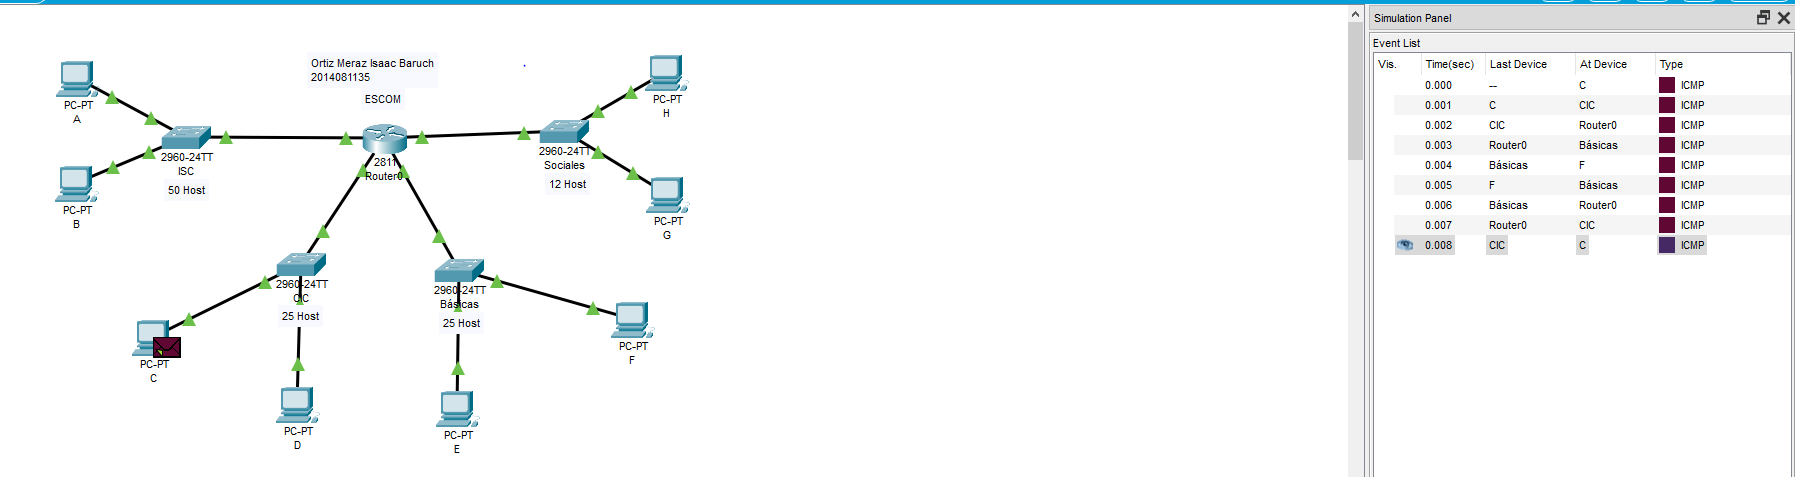 Simulation Panel
Event List
Vis. Time(sec) Last Device At Device Type
0.000 -- C ICMP
0.001 C CIC ICMP
0.002 CIC Router0 ICMP
0.003 Router0 Básicas ICMP
0.004 Básicas F ICMP
0.005 F Básicas ICMP
0.006 Básicas Router0 ICMP
0.007 Router0 CIC ICMP
0.008 CIC C ICMP
Ortiz Meraz Isaac Baruch
2014081135
ESCOM
PC-PT
A
PC-PT
B
2960-24TT
ISC
50 Host
2811
Router0
2960-24TT
Sociales
12 Host
PC-PT
H
PC-PT
G
2960-24TT
CIC
25 Host
2960-24TT
Básicas
25 Host
PC-PT
C
PC-PT
D
PC-PT
E
PC-PT
F